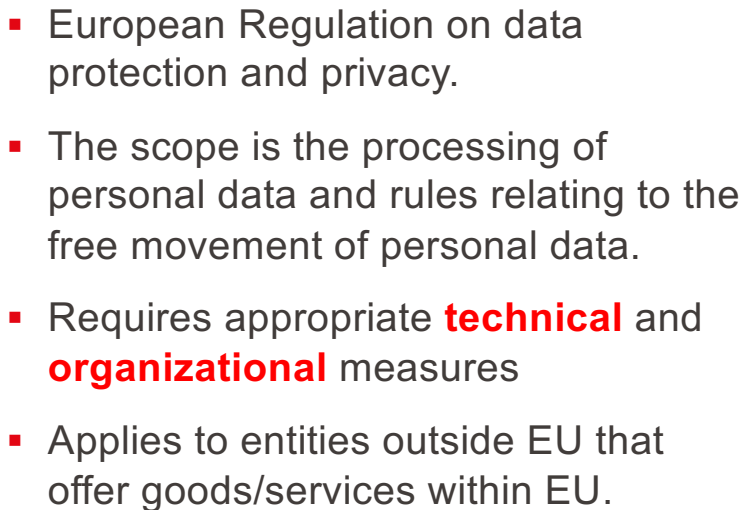 ▪ European Regulation on data
protection and privacy.
▪ The scope is the processing of
personal data and rules relating to the
free movement of personal data.
▪ Requires appropriate technical and
organizational measures
▪ Applies to entities outside EU that
offer goods/services within EU.